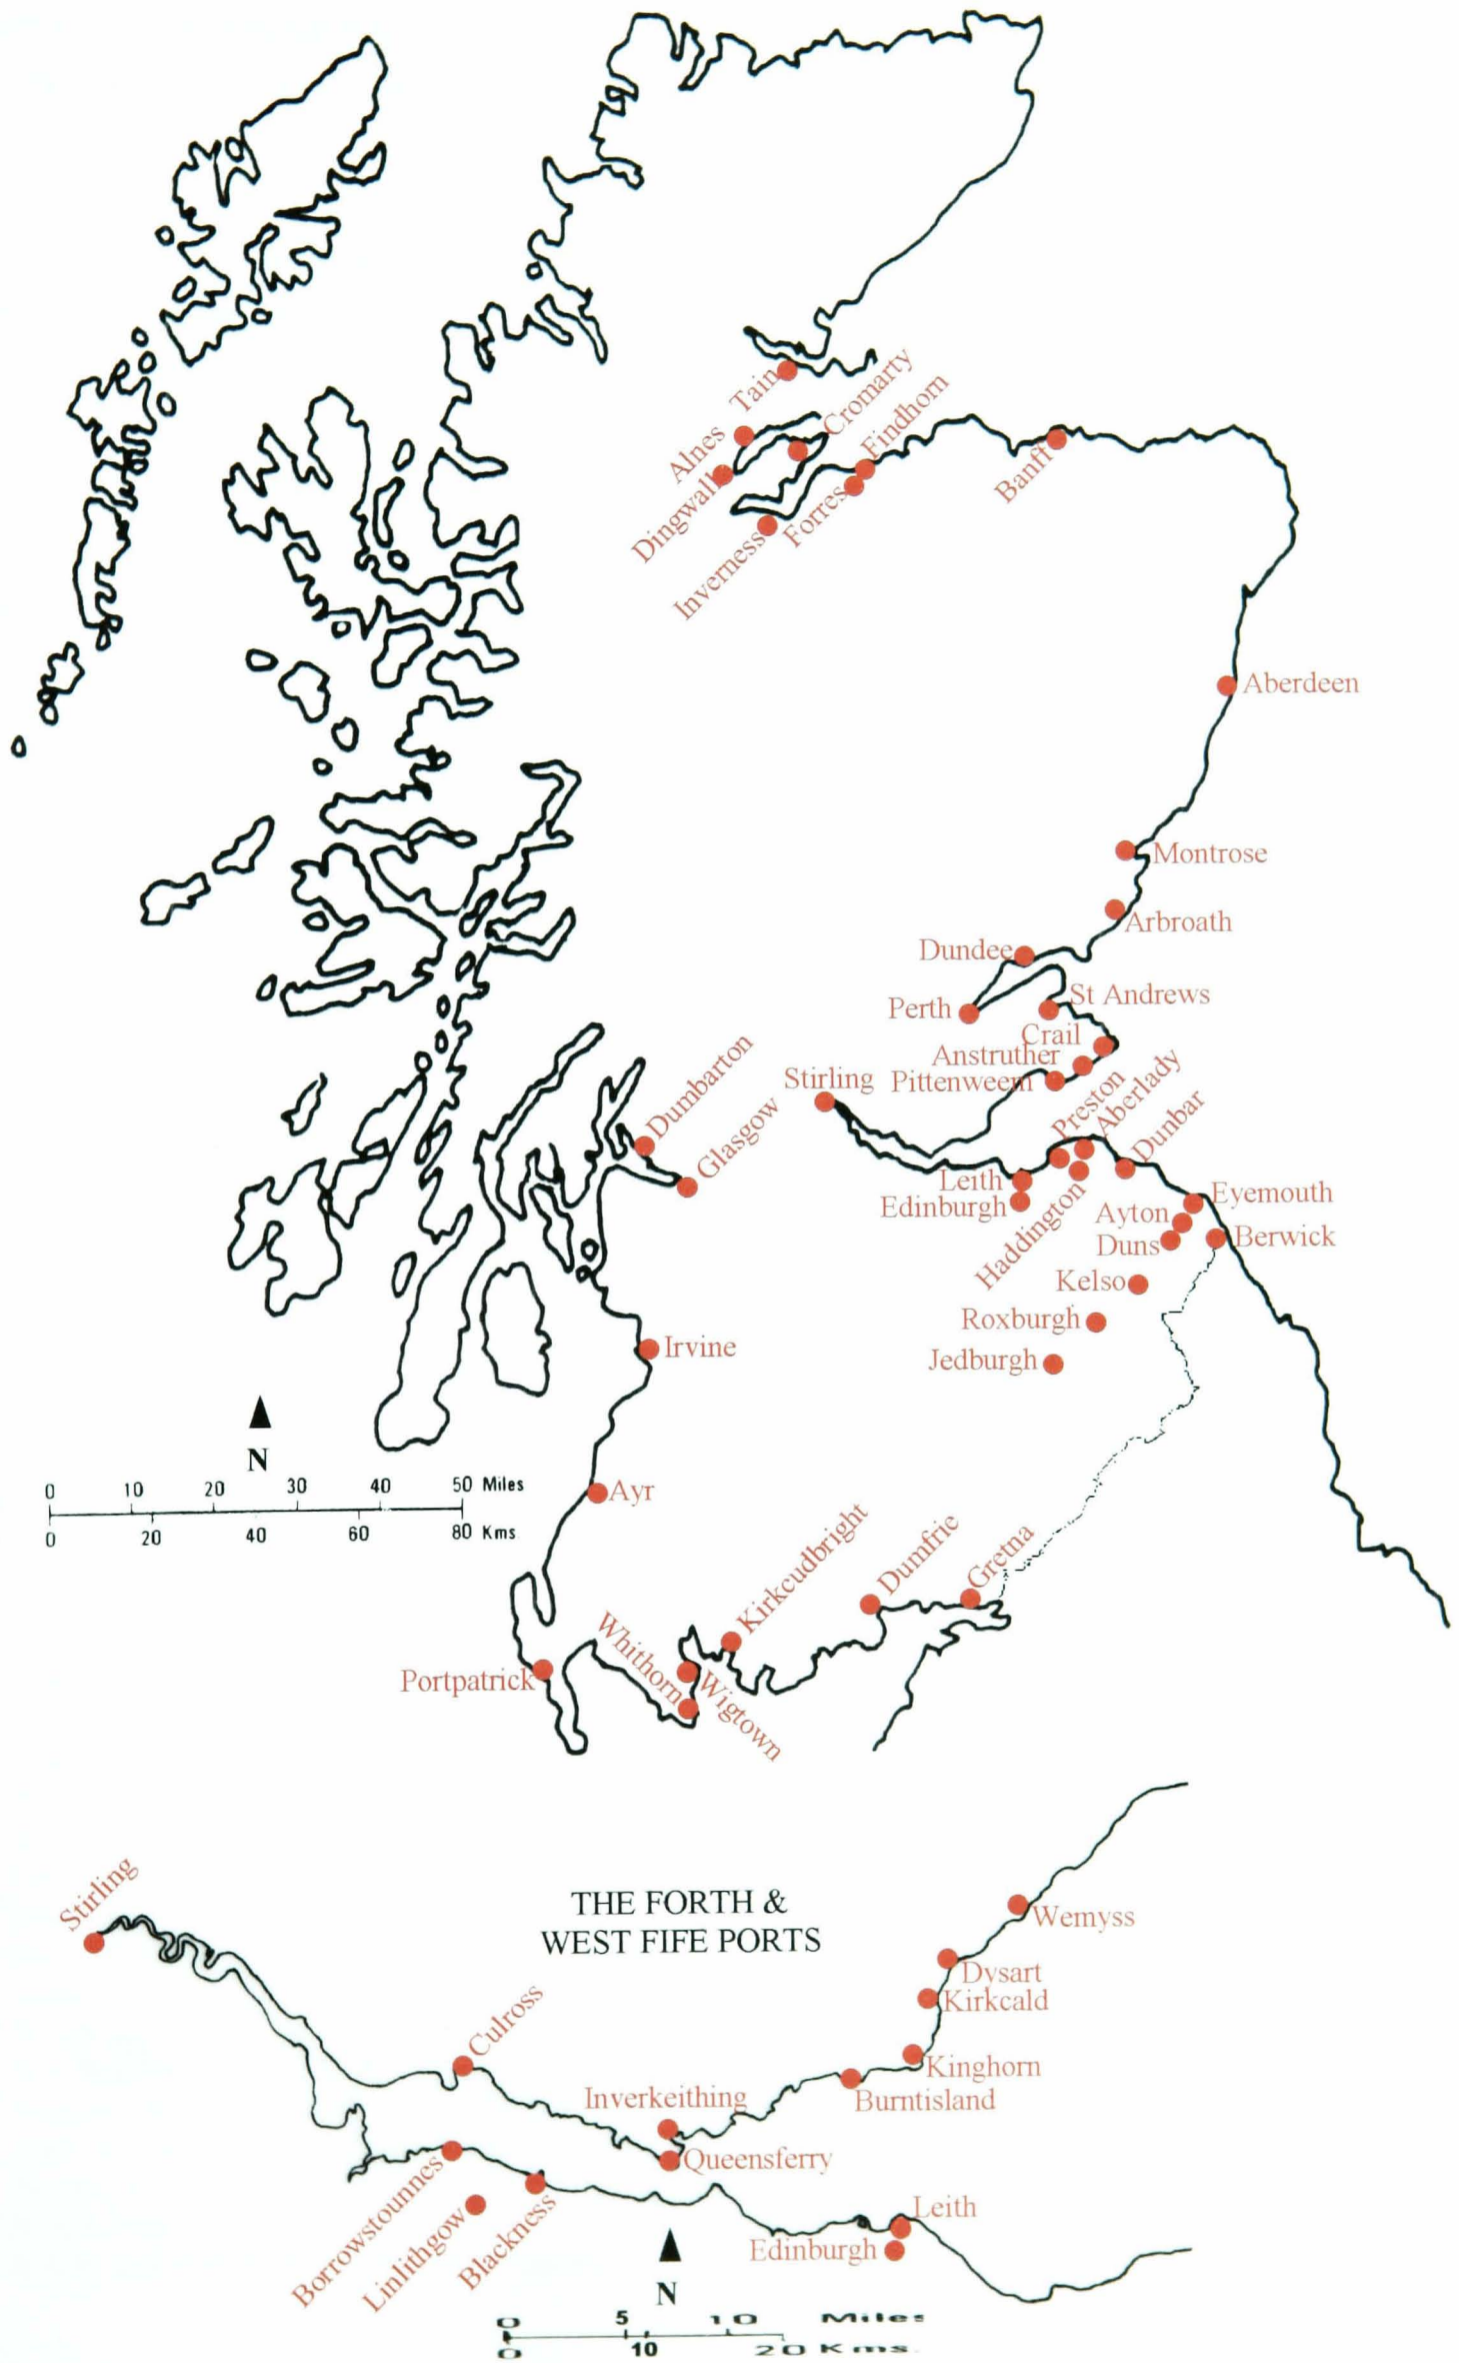 Tain
Cromarty
Findhorn
Alnes
Dingwall
Inverness
Forres
Banff
Aberdeen
Montrose
Arbroath
Dundee
Perth
St Andrews
Crail
Anstruther
Pittenweem
Stirling
Preston
Aberlady
Dunbar
Dumbarton
Glasgow
Leith
Edinburgh
Haddington
Eyemouth
Ayton
Duns
Berwick
Kelso
Roxburgh
Jedburgh
Irvine
N
0 10 20 30 40 50 Miles
0 20 40 60 80 Kms
Ayr
Kirkcudbright
Dumfrie
Gretna
Portpatrick
Whithorn
Wigtown
THE FORTH &
WEST FIFE PORTS
Stirling
Wemyss
Dysart
Kirkcald
Culross
Kinghorn
Burntisland
Inverkeithing
Queensferry
Borrowstounnes
Linlithgow
Blackness
Leith
Edinburgh
N
0 5 10 Miles
0 10 20 Kms